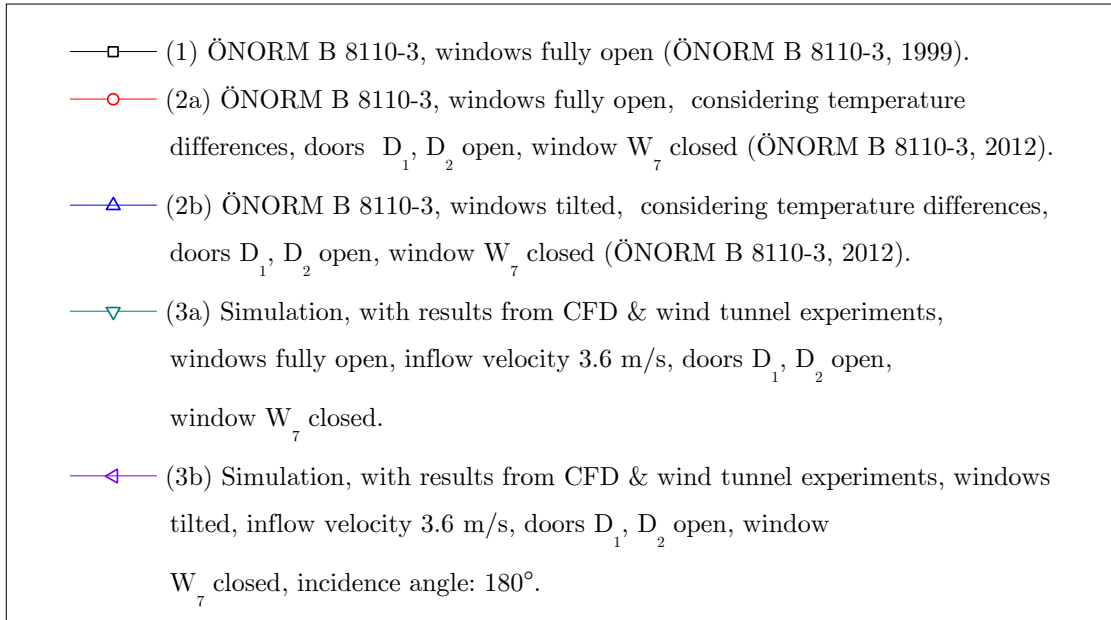 (1) ÖNORM B 8110-3, windows fully open (ÖNORM B 8110-3, 1999).
(2a) ÖNORM B 8110-3, windows fully open, considering temperature
differences, doors D₁, D₂ open, window W₇ closed (ÖNORM B 8110-3, 2012).
(2b) ÖNORM B 8110-3, windows tilted, considering temperature differences,
doors D₁, D₂ open, window W₇ closed (ÖNORM B 8110-3, 2012).
(3a) Simulation, with results from CFD & wind tunnel experiments,
windows fully open, inflow velocity 3.6 m/s, doors D₁, D₂ open,
window W₇ closed.
(3b) Simulation, with results from CFD & wind tunnel experiments, windows
tilted, inflow velocity 3.6 m/s, doors D₁, D₂ open, window
W₇ closed, incidence angle: 180°.